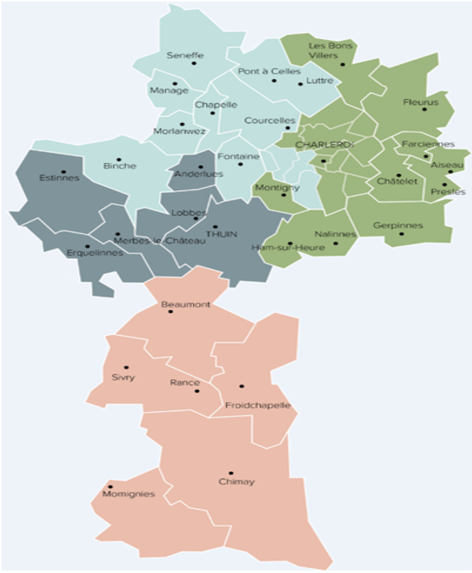 Les Bons
Villers
Seneffe
Pont à Celles
Luttre
Manage
Chapelle
Fleurus
Courcelles
Morlanwez
CHARLEROI
Farciennes
Fontaine
Binche
Aiseau
Anderlues
Estinnes
Châtelet
Montigny
Presles
Lobbes
Gerpinnes
THUIN
Nalinnes
Merbes-le-Château
Ham-sur-Heure
Erquelinnes
Beaumont
Sivry
Rance
Froidchapelle
Chimay
Momignies